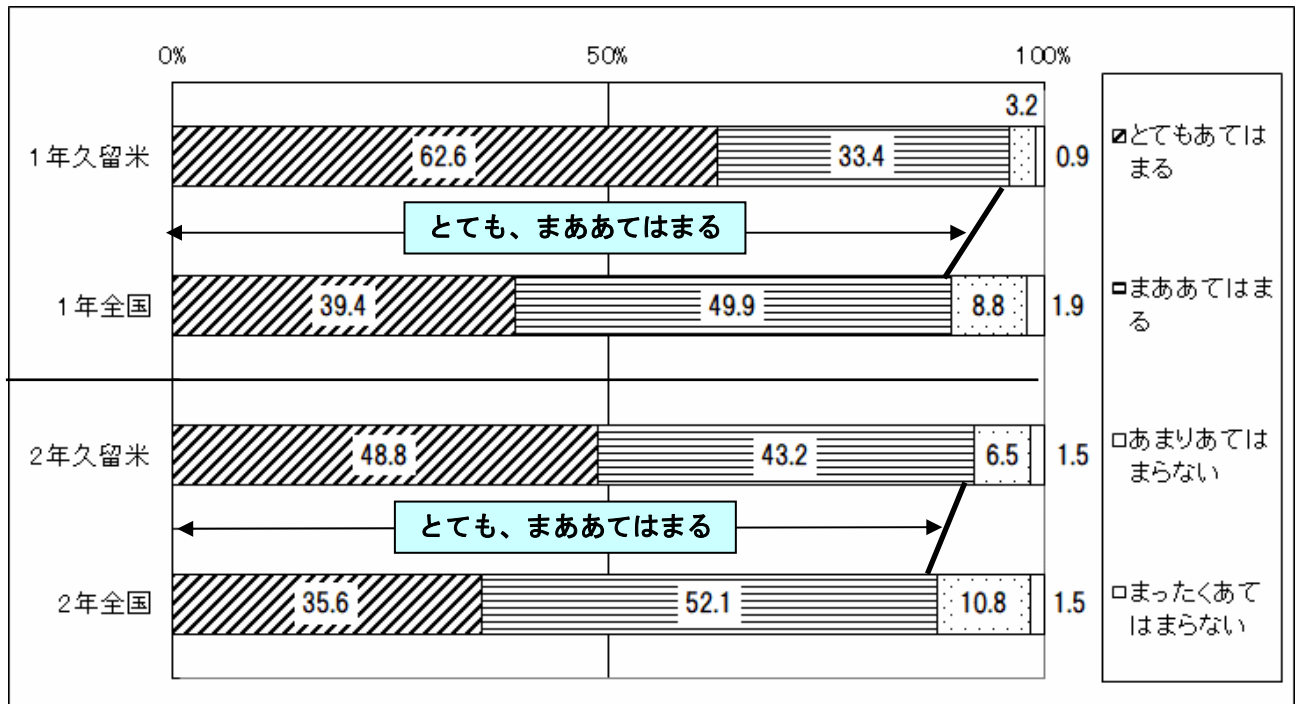 0% 50% 100%
3.2
1年久留米 62.6 33.4 0.9
とても、まああてはまる
1年全国 39.4 49.9 8.8 1.9
2年久留米 48.8 43.2 6.5 1.5
とても、まああてはまる
2年全国 35.6 52.1 10.8 1.5
とてもあては
まる
まああてはま
る
あまりあては
まらない
まったくあて
はまらない